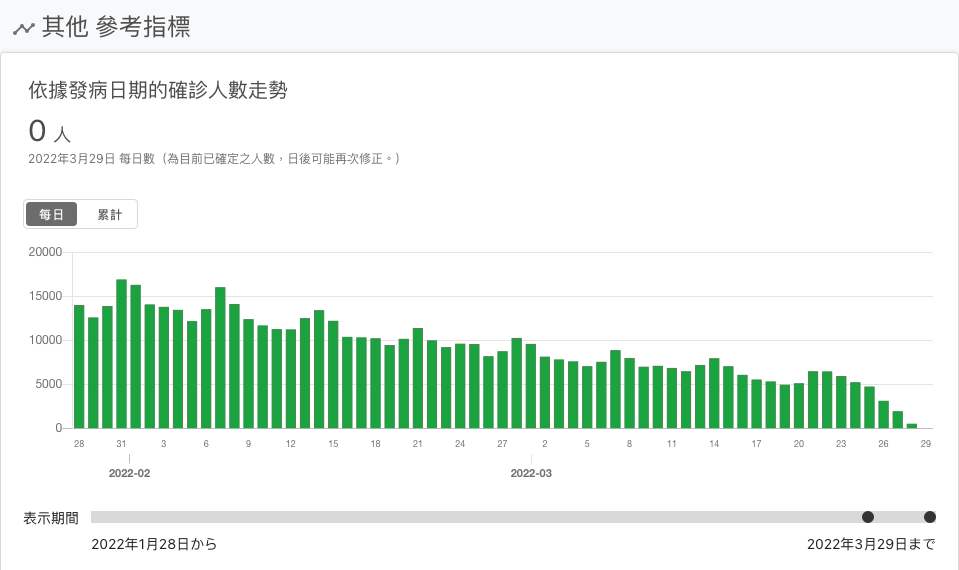 其他 參考指標
依據發病日期的確診人數走勢
0 人
2022年3月29日 每日數（為目前已確定之人數，日後可能再次修正。）
每日 累計
20000
15000
10000
5000
0
28 31 3 6 9 12 15 18 21 24 27 2 5 8 11 14 17 20 23 26 29
2022-02 2022-03
表示期間
2022年1月28日から 2022年3月29日まで